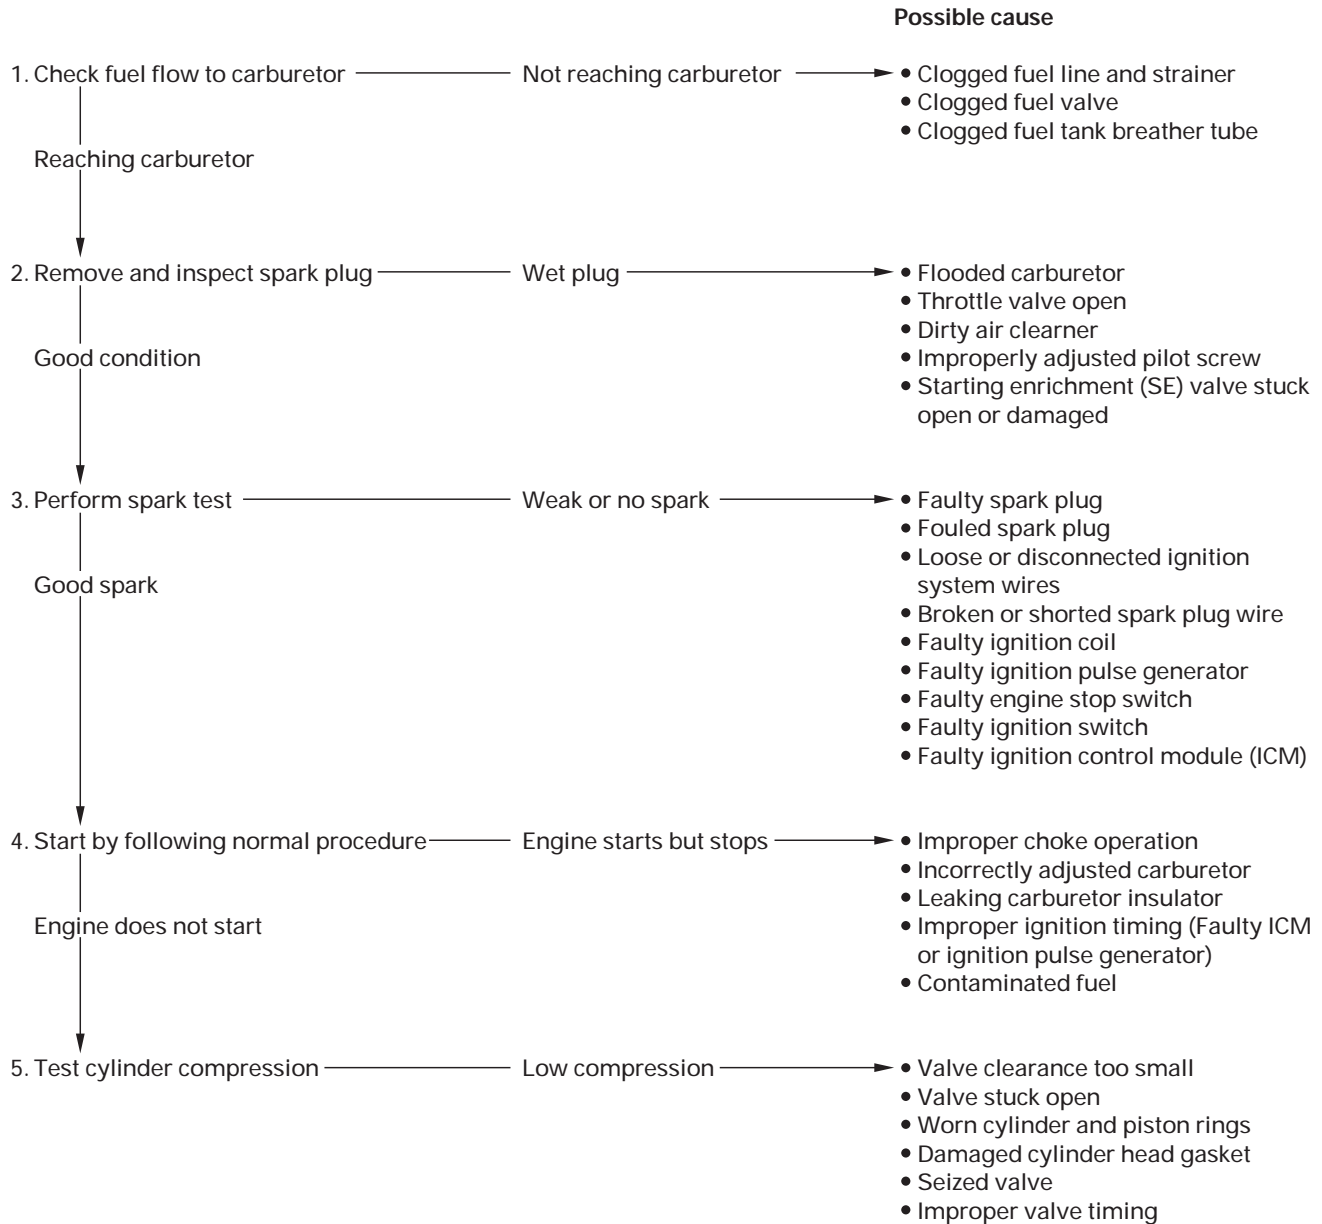 Possible cause
1. Check fuel flow to carburetor Not reaching carburetor • Clogged fuel line and strainer
• Clogged fuel valve
• Clogged fuel tank breather tube
Reaching carburetor
2. Remove and inspect spark plug Wet plug • Flooded carburetor
• Throttle valve open
• Dirty air clearner
Good condition • Improperly adjusted pilot screw
• Starting enrichment (SE) valve stuck
open or damaged
3. Perform spark test Weak or no spark • Faulty spark plug
• Fouled spark plug
• Loose or disconnected ignition
Good spark system wires
• Broken or shorted spark plug wire
• Faulty ignition coil
• Faulty ignition pulse generator
• Faulty engine stop switch
• Faulty ignition switch
• Faulty ignition control module (ICM)
4. Start by following normal procedure Engine starts but stops • Improper choke operation
• Incorrectly adjusted carburetor
• Leaking carburetor insulator
Engine does not start • Improper ignition timing (Faulty ICM
or ignition pulse generator)
• Contaminated fuel
5. Test cylinder compression Low compression • Valve clearance too small
• Valve stuck open
• Worn cylinder and piston rings
• Damaged cylinder head gasket
• Seized valve
• Improper valve timing